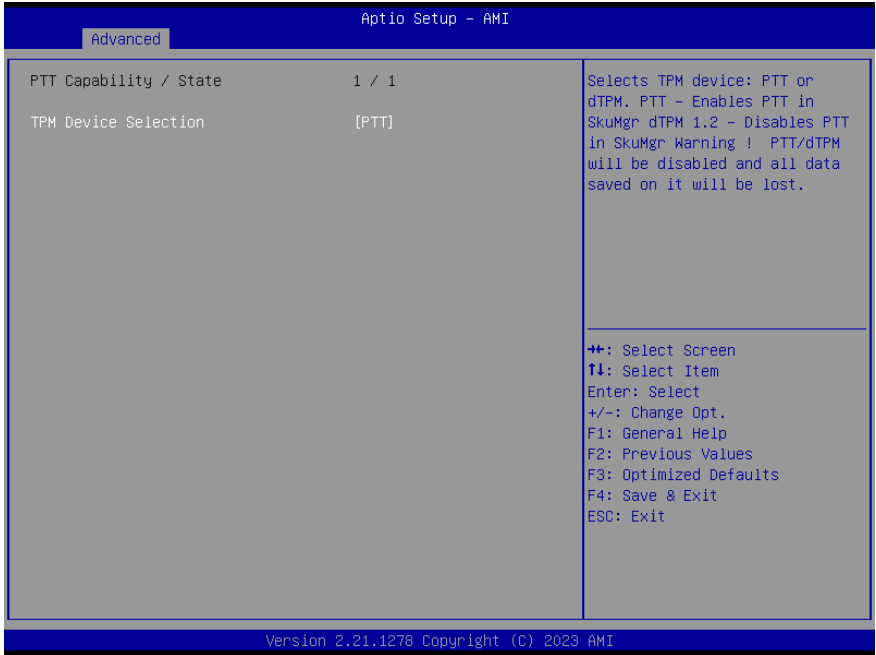 Aptio Setup – AMI
Advanced
PTT Capability / State 1 / 1
TPM Device Selection [PTT]
Selects TPM device: PTT or
dTPM. PTT – Enables PTT in
SkuMgr dTPM 1.2 – Disables PTT
in SkuMgr Warning ! PTT/dTPM
will be disabled and all data
saved on it will be lost.
→←: Select Screen
↑↓: Select Item
Enter: Select
+/-: Change Opt.
F1: General Help
F2: Previous Values
F3: Optimized Defaults
F4: Save & Exit
ESC: Exit
Version 2.21.1278 Copyright (C) 2023 AMI